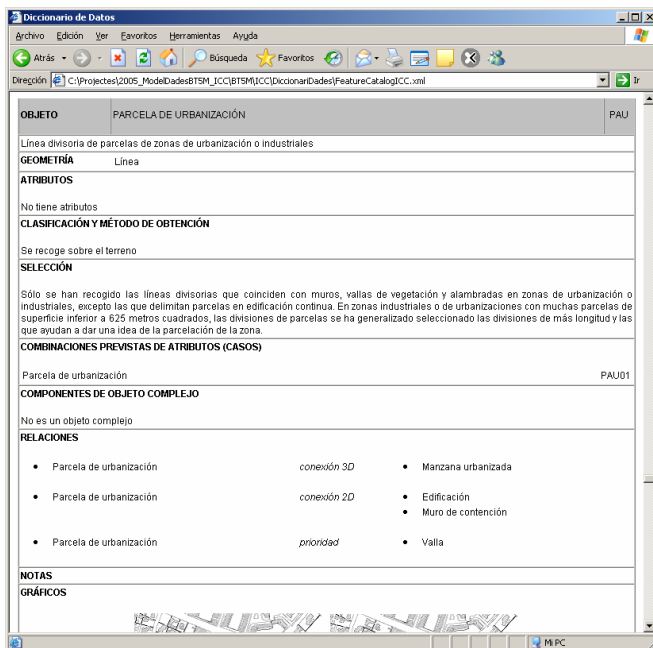 Diccionario de Datos
Archivo Edición Ver Favoritos Herramientas Ayuda
Atrás Búsqueda Favoritos
Dirección C:\Projectes\2005_ModelDadesBT5M_ICC\BT5M\ICC\DiccionariDades\FeatureCatalogICC.xml Ir
OBJETO PARCELA DE URBANIZACIÓN PAU
Línea divisoria de parcelas de zonas de urbanización o industriales
GEOMETRÍA Línea
ATRIBUTOS
No tiene atributos
CLASIFICACIÓN Y MÉTODO DE OBTENCIÓN
Se recoge sobre el terreno
SELECCIÓN
Sólo se han recogido las líneas divisorias que coinciden con muros, vallas de vegetación y alambradas en zonas de urbanización o
industriales, excepto las que delimitan parcelas en edificación continua. En zonas industriales o de urbanizaciones con muchas parcelas de
superficie inferior a 625 metros cuadrados, las divisiones de parcelas se ha generalizado seleccionado las divisiones de más longitud y las
que ayudan a dar una idea de la parcelación de la zona.
COMBINACIONES PREVISTAS DE ATRIBUTOS (CASOS)
Parcela de urbanización PAU01
COMPONENTES DE OBJETO COMPLEJO
No es un objeto complejo
RELACIONES
• Parcela de urbanización conexión 3D • Manzana urbanizada
• Parcela de urbanización conexión 2D • Edificación
• Muro de contención
• Parcela de urbanización prioridad • Valla
NOTAS
GRÁFICOS
Mi PC